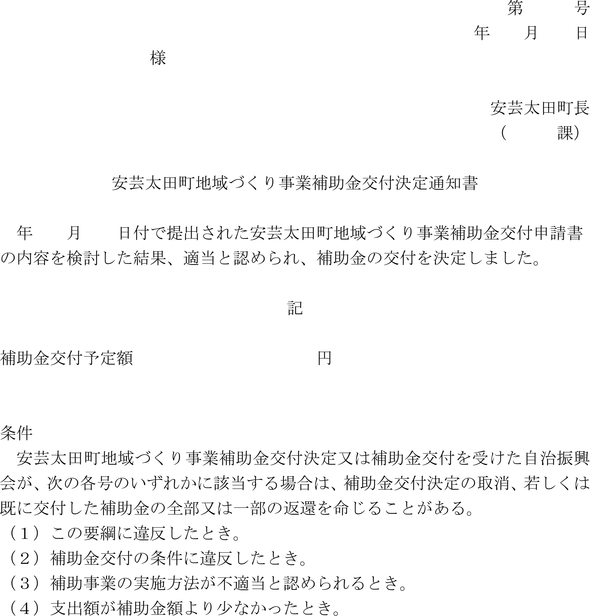 第　　　号
年　　月　　日
様
安芸太田町長
（　　　課）
安芸太田町地域づくり事業補助金交付決定通知書
年　　月　　日付で提出された安芸太田町地域づくり事業補助金交付申請書
の内容を検討した結果、適当と認められ、補助金の交付を決定しました。
記
補助金交付予定額　　　　　　　　　　　円
条件
安芸太田町地域づくり事業補助金交付決定又は補助金交付を受けた自治振興
会が、次の各号のいずれかに該当する場合は、補助金交付決定の取消、若しくは
既に交付した補助金の全部又は一部の返還を命じることがある。
（１）この要綱に違反したとき。
（２）補助金交付の条件に違反したとき。
（３）補助事業の実施方法が不適当と認められるとき。
（４）支出額が補助金額より少なかったとき。